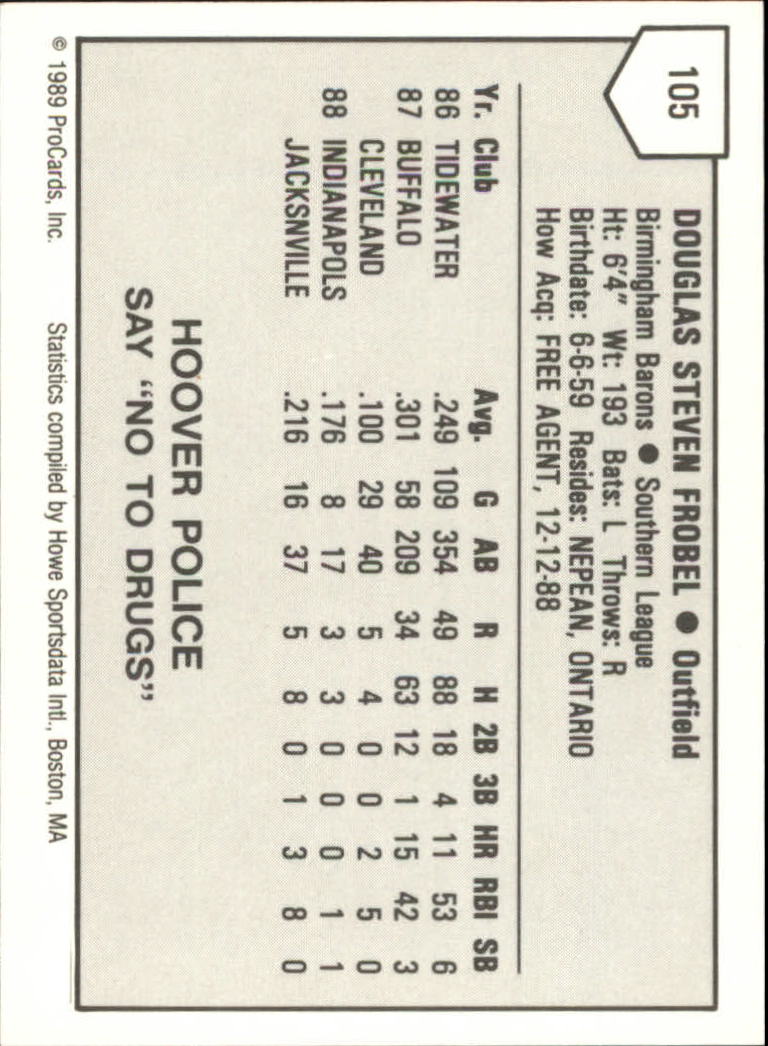 105
DOUGLAS STEVEN FROBEL ● Outfield
Birmingham Barons ● Southern League
Ht: 6'4" Wt: 193 Bats: L Throws: R
Birthdate: 6-6-59 Resides: NEPEAN, ONTARIO
How Acq: FREE AGENT, 12-12-88
Yr. Club Avg. G AB R H 2B 3B HR RBI SB
86 TIDEWATER .249 109 354 49 88 18 4 11 53 6
87 BUFFALO .301 58 209 34 63 12 1 15 42 3
CLEVELAND .100 29 40 5 4 0 0 2 5 0
88 INDIANAPOLS .176 8 17 3 3 0 0 0 1 1
JACKSNVILLE .216 16 37 5 8 0 1 3 8 0
HOOVER POLICE
SAY “NO TO DRUGS”
© 1989 ProCards, Inc. Statistics compiled by Howe Sportsdata Intl., Boston, MA